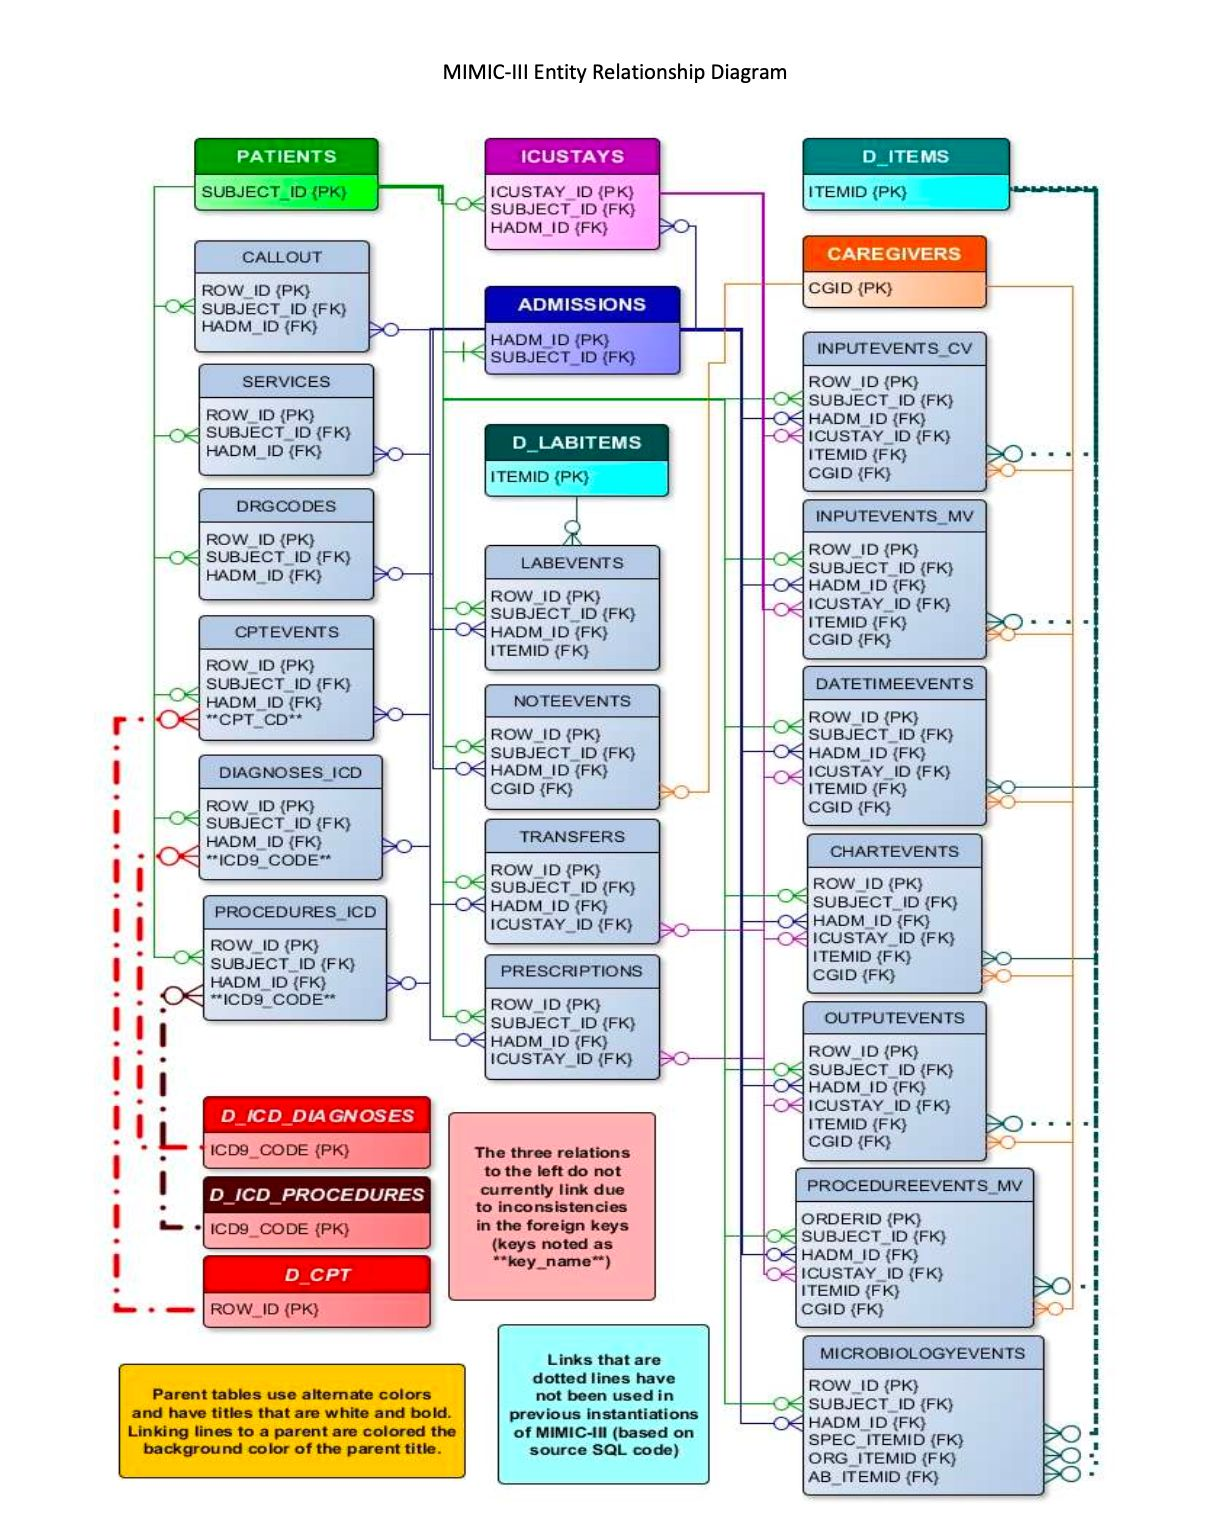 MIMIC-III Entity Relationship Diagram
PATIENTS
SUBJECT_ID {PK}
CALLOUT
ROW_ID {PK}
SUBJECT_ID {FK}
HADM_ID {FK}
SERVICES
ROW_ID {PK}
SUBJECT_ID {FK}
HADM_ID {FK}
DRGCODES
ROW_ID {PK}
SUBJECT_ID {FK}
HADM_ID {FK}
CPTEVENTS
ROW_ID {PK}
SUBJECT_ID {FK}
HADM_ID {FK}
**CPT_CD**
DIAGNOSES_ICD
ROW_ID {PK}
SUBJECT_ID {FK}
HADM_ID {FK}
**ICD9_CODE**
PROCEDURES_ICD
ROW_ID {PK}
SUBJECT_ID {FK}
HADM_ID {FK}
**ICD9_CODE**
D_ICD_DIAGNOSES
ICD9_CODE {PK}
D_ICD_PROCEDURES
ICD9_CODE {PK}
D_CPT
ROW_ID {PK}
Parent tables use alternate colors
and have titles that are white and bold.
Linking lines to a parent are colored the
background color of the parent title.
ICUSTAYS
ICUSTAY_ID {PK}
SUBJECT_ID {FK}
HADM_ID {FK}
ADMISSIONS
HADM_ID {PK}
SUBJECT_ID {FK}
D_LABITEMS
ITEMID {PK}
LABEVENTS
ROW_ID {PK}
SUBJECT_ID {FK}
HADM_ID {FK}
ITEMID {FK}
NOTEEVENTS
ROW_ID {PK}
SUBJECT_ID {FK}
HADM_ID {FK}
CGID {FK}
TRANSFERS
ROW_ID {PK}
SUBJECT_ID {FK}
HADM_ID {FK}
ICUSTAY_ID {FK}
PRESCRIPTIONS
ROW_ID {PK}
SUBJECT_ID {FK}
HADM_ID {FK}
ICUSTAY_ID {FK}
The three relations
to the left do not
currently link due
to inconsistencies
in the foreign keys
(keys noted as
**key_name**)
Links that are
dotted lines have
not been used in
previous instantiations
of MIMIC-III (based on
source SQL code)
D_ITEMS
ITEMID {PK}
CAREGIVERS
CGID {PK}
INPUTEVENTS_CV
ROW_ID {PK}
SUBJECT_ID {FK}
HADM_ID {FK}
ICUSTAY_ID {FK}
ITEMID {FK}
CGID {FK}
INPUTEVENTS_MV
ROW_ID {PK}
SUBJECT_ID {FK}
HADM_ID {FK}
ICUSTAY_ID {FK}
ITEMID {FK}
CGID {FK}
DATETIMEEVENTS
ROW_ID {PK}
SUBJECT_ID {FK}
HADM_ID {FK}
ICUSTAY_ID {FK}
ITEMID {FK}
CGID {FK}
CHARTEVENTS
ROW_ID {PK}
SUBJECT_ID {FK}
HADM_ID {FK}
ICUSTAY_ID {FK}
ITEMID {FK}
CGID {FK}
OUTPUTEVENTS
ROW_ID {PK}
SUBJECT_ID {FK}
HADM_ID {FK}
ICUSTAY_ID {FK}
ITEMID {FK}
CGID {FK}
PROCEDUREEVENTS_MV
ORDERID {PK}
SUBJECT_ID {FK}
HADM_ID {FK}
ICUSTAY_ID {FK}
ITEMID {FK}
CGID {FK}
MICROBIOLOGYEVENTS
ROW_ID {PK}
SUBJECT_ID {FK}
HADM_ID {FK}
SPEC_ITEMID {FK}
ORG_ITEMID {FK}
AB_ITEMID {FK}